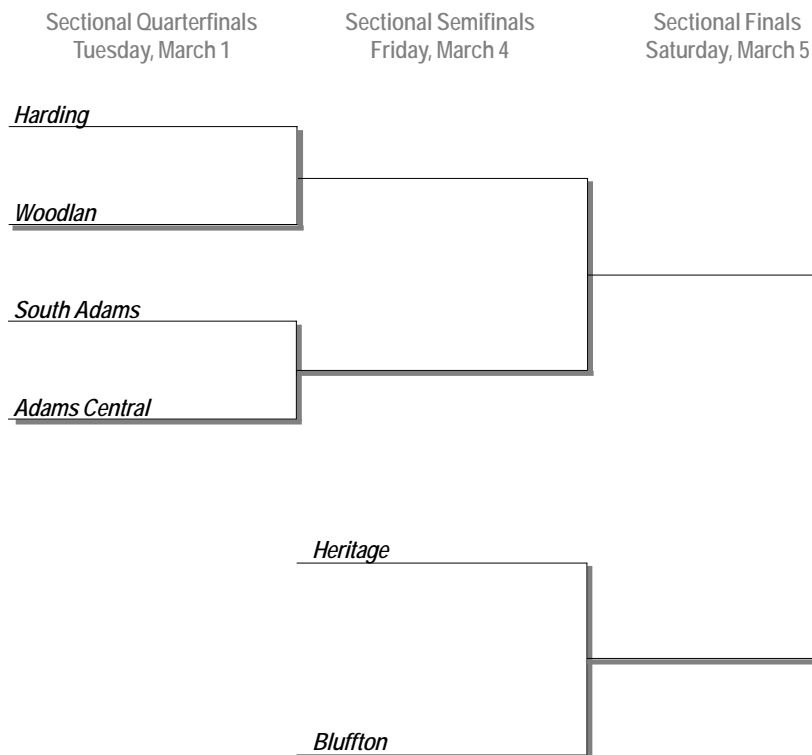 Sectional Quarterfinals
Tuesday, March 1
Sectional Semifinals
Friday, March 4
Sectional Finals
Saturday, March 5
Harding
Woodlan
South Adams
Adams Central
Heritage
Bluffton